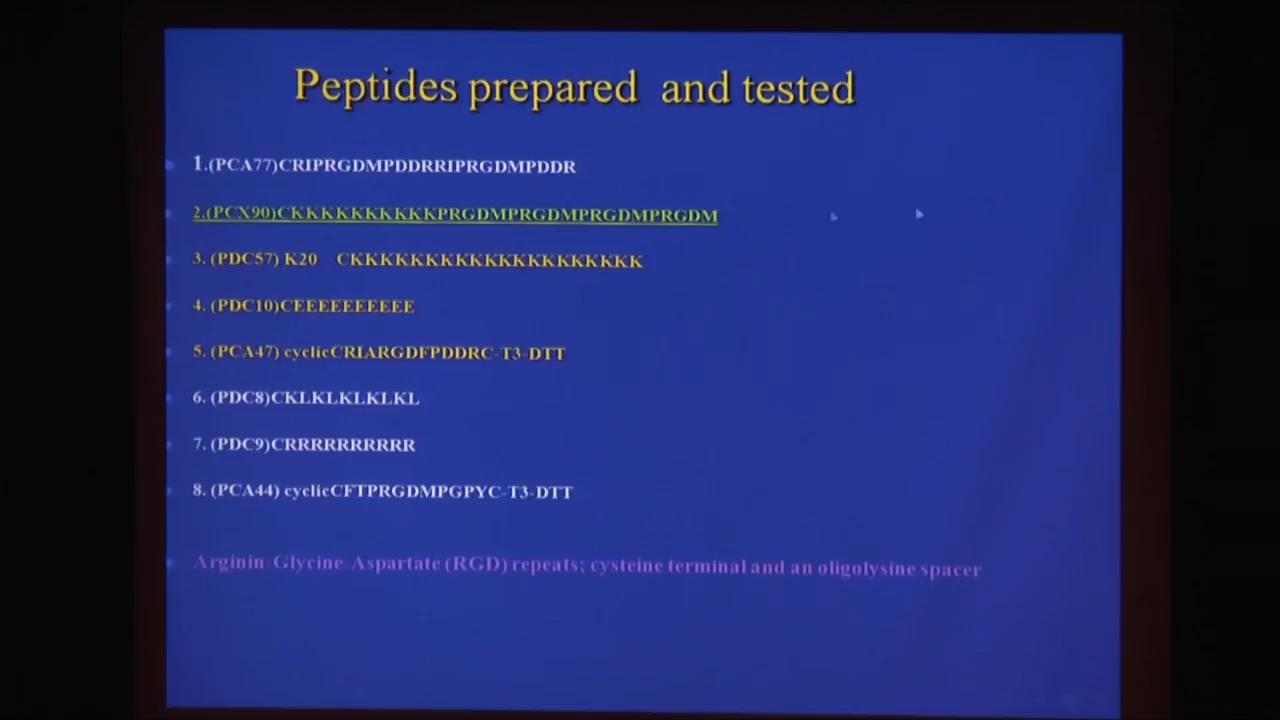 Peptides prepared and tested
1.(PCA77)CRIPRGDMPDDRRIPRGDMPDDR
2.(PCX90)CKKKKKKKKKKPRGDMPRGDMPRGDMPRGDM
3. (PDC57) K20 CKKKKKKKKKKKKKKKKKKKK
4. (PDC10)CEEEEEEEEEE
5. (PCA47) cyclicCRIARGDFPDDRC-T3-DTT
6. (PDC8)CKLKLKLKLKL
7. (PDC9)CRRRRRRRRRR
8. (PCA44) cyclicCFTPRGDMPGPYC-T3-DTT
Arginin-Glycine-Aspartate (RGD) repeats; cysteine terminal and an oligolysine spacer